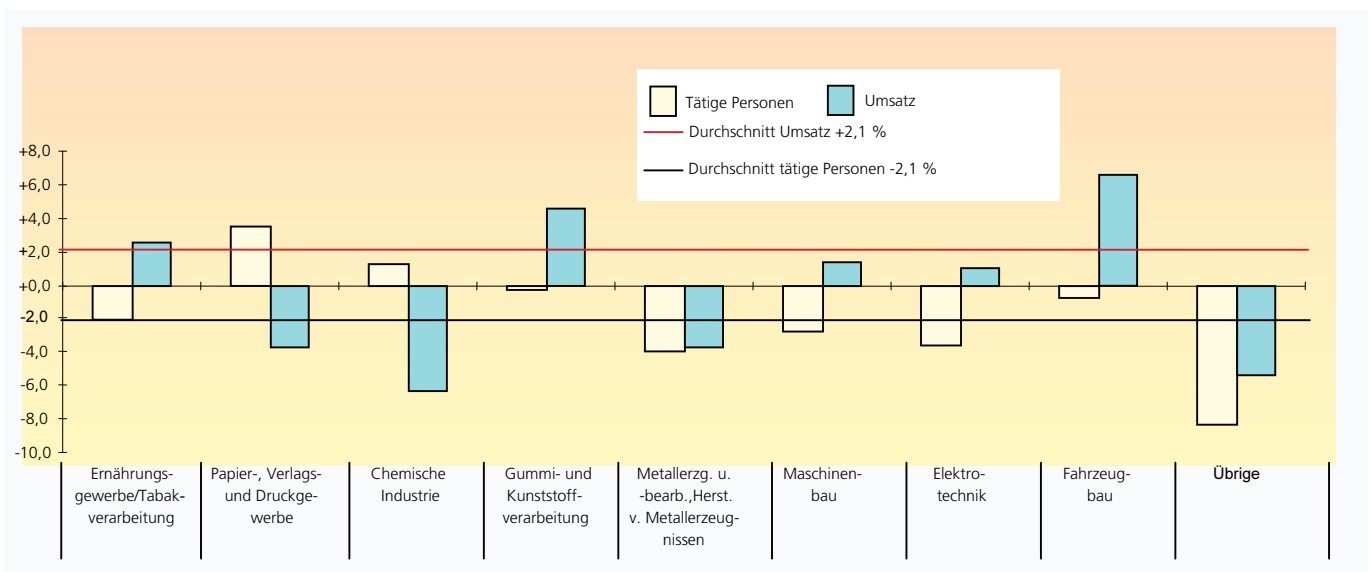 Tätige Personen
Umsatz
Durchschnitt Umsatz +2,1 %
Durchschnitt tätige Personen -2,1 %
+8,0
+6,0
+4,0
+2,0
+0,0
-2,0
-4,0
-6,0
-8,0
-10,0
Ernährungs-
gewerbe/Tabak-
verarbeitung
Papier-, Verlags-
und Druckge-
werbe
Chemische
Industrie
Gummi- und
Kunststoff-
verarbeitung
Metallerzg. u.
-bearb.,Herst.
v. Metallerzeug-
nissen
Maschinen-
bau
Elektro-
technik
Fahrzeug-
bau
Übrige